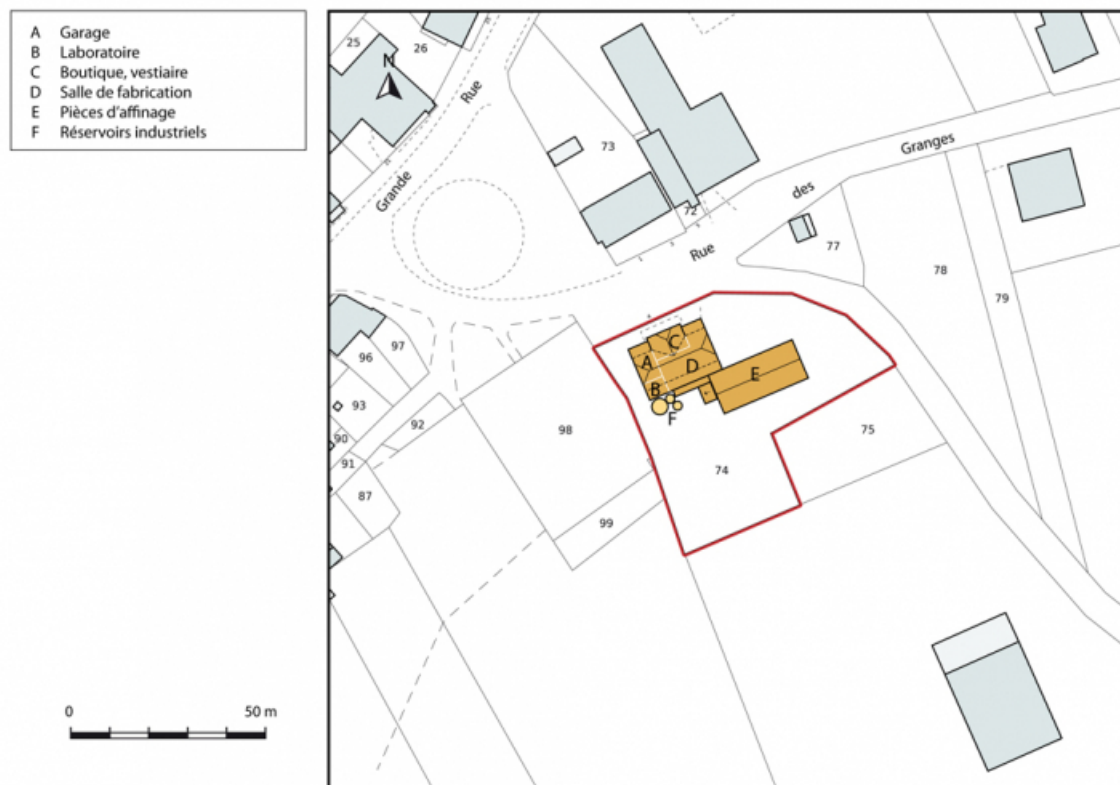 A Garage
B Laboratoire
C Boutique, vestiaire
D Salle de fabrication
E Pièces d'affinage
F Réservoirs industriels
25
26
N
Rue
Grande
73
72
Rue
des
Granges
77
78
79
96
97
93
90
91
92
87
98
99
A
B
C
D
E
F
74
75
0
50 m